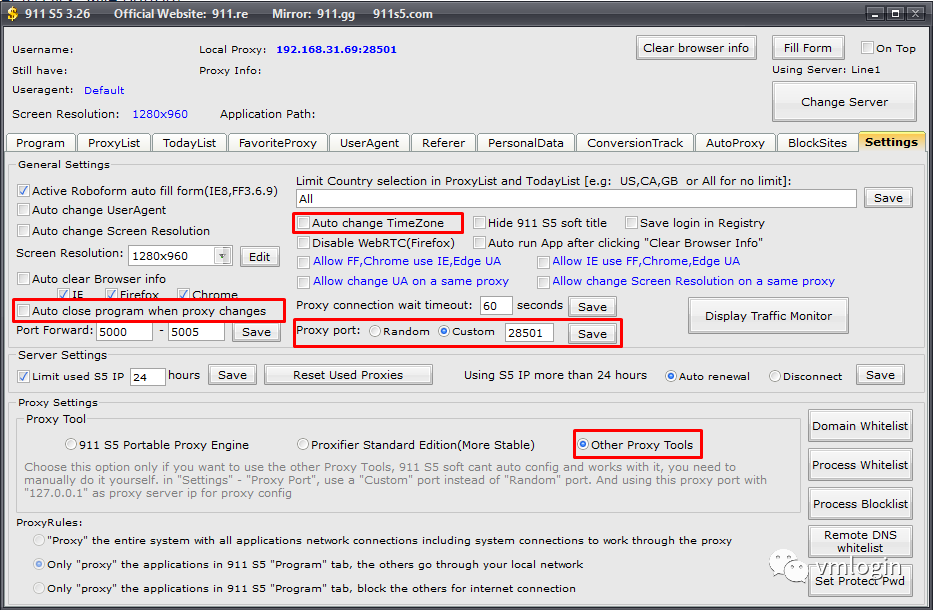 911 S5 3.26 Official Website: 911.re Mirror: 911.gg 911s5.com
Username: Local Proxy: 192.168.31.69:28501 Clear browser info Fill Form On Top
Still have: Proxy Info: Using Server: Line1
Useragent: Default Change Server
Screen Resolution: 1280x960 Application Path:
Program ProxyList TodayList FavoriteProxy UserAgent Referer PersonalData ConversionTrack AutoProxy BlockSites Settings
General Settings
Limit Country selection in ProxyList and TodayList [e.g: US,CA,GB or All for no limit]:
Active Roboform auto fill form(IE8,FF3.6.9) All Save
Auto change UserAgent Auto change TimeZone Hide 911 S5 soft title Save login in Registry
Auto change Screen Resolution Disable WebRTC(Firefox) Auto run App after clicking "Clear Browser Info"
Screen Resolution: 1280x960 Edit Allow FF,Chrome use IE,Edge UA Allow IE use FF,Chrome,Edge UA
Auto clear Browser info Allow change UA on a same proxy Allow change Screen Resolution on a same proxy
IE Firefox Chrome
Auto close program when proxy changes Proxy connection wait timeout: 60 seconds Save Display Traffic Monitor
Port Forward: 5000 - 5005 Save Proxy port: Random Custom 28501 Save
Server Settings
Limit used S5 IP 24 hours Save Reset Used Proxies Using S5 IP more than 24 hours Auto renewal Disconnect Save
Proxy Settings
Proxy Tool
Domain Whitelist
911 S5 Portable Proxy Engine Proxifier Standard Edition(More Stable) Other Proxy Tools
Choose this option only if you want to use the other Proxy Tools, 911 S5 soft cant auto config and works with it, you need to
manually do it yourself. in "Settings" - "Proxy Port", use a "Custom" port instead of "Random" port. And using this proxy port with
"127.0.0.1" as proxy server ip for proxy config
Process Whitelist
Process Blocklist
ProxyRules:
"Proxy" the entire system with all applications network connections including system connections to work through the proxy
Remote DNS
whitelist
Only "proxy" the applications in 911 S5 "Program" tab, the others go through your local network
vmlogin
Only "proxy" the applications in 911 S5 "Program" tab, block the others for internet connection
Set Protect Pwd